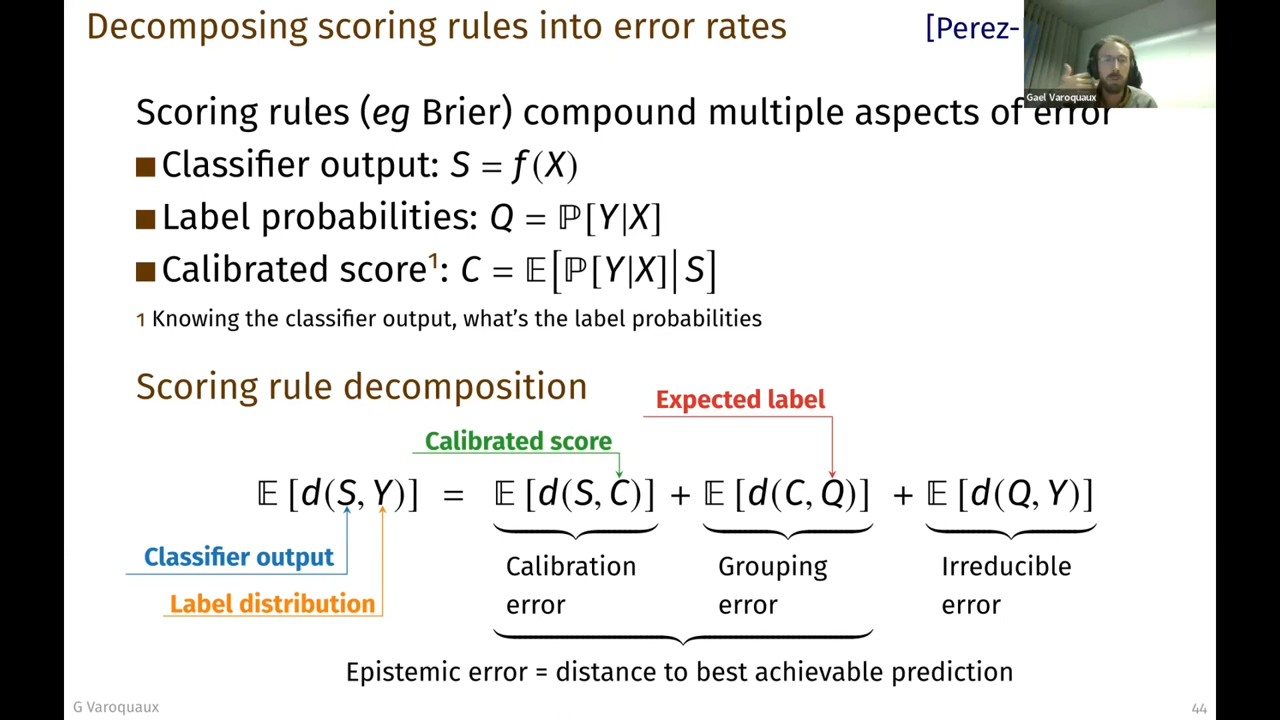 Decomposing scoring rules into error rates [Perez-
Gael Varoquaux
Scoring rules (eg Brier) compound multiple aspects of error
Classifier output: S = f(X)
Label probabilities: Q = ℙ[Y|X]
Calibrated score¹: C = 𝔼[ℙ[Y|X]|S]
1 Knowing the classifier output, what's the label probabilities
Scoring rule decomposition
Expected label
Calibrated score
𝔼 [d(S, Y)] = 𝔼 [d(S, C)] + 𝔼 [d(C, Q)] + 𝔼 [d(Q, Y)]
Classifier output
Label distribution
Calibration error
Grouping error
Irreducible error
Epistemic error = distance to best achievable prediction
G Varoquaux 44